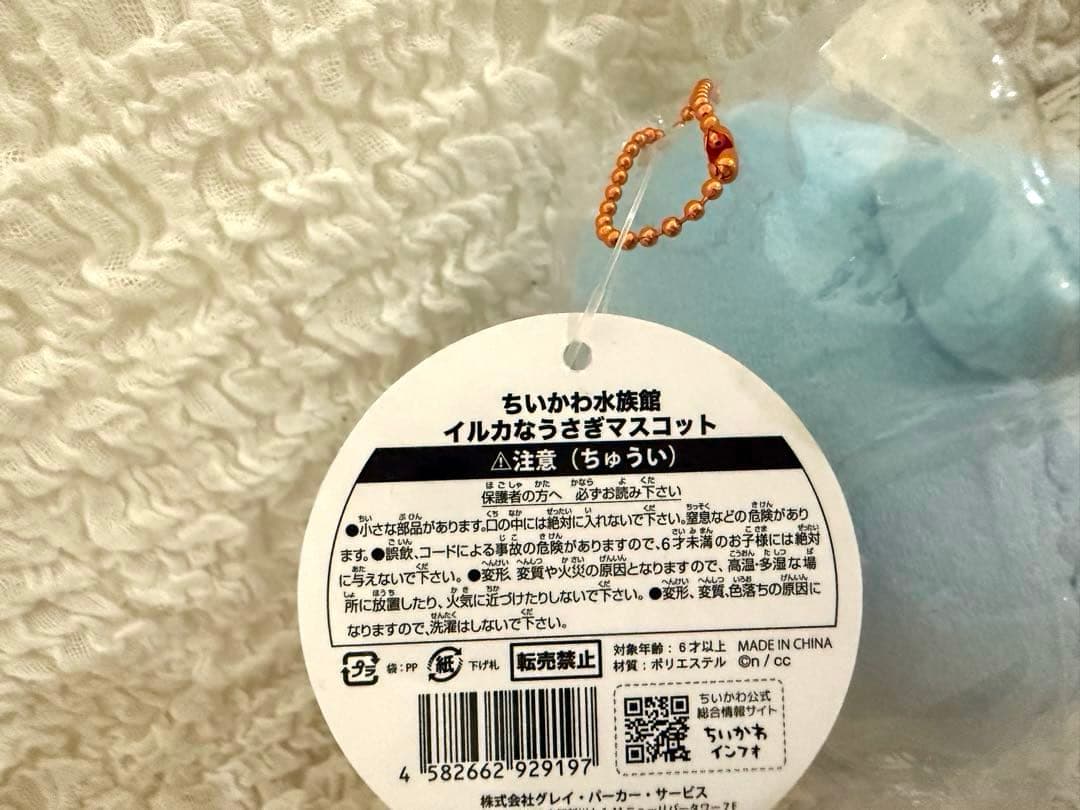 ちいかわ水族館
イルカなうさぎマスコット
⚠注意（ちゅうい）
保護者の方へ 必ずお読み下さい
●小さな部品があります。口の中には絶対に入れないで下さい。窒息などの危険があり
ます。●誤飲、コードによる事故の危険がありますので、6才未満のお子様には絶対
に与えないで下さい。●変形、変質や火災の原因となりますので、高温・多湿な場
所に放置したり、火気に近づけたりしないで下さい。●変形、変質、色落ちの原因に
なりますので、洗濯はしないで下さい。
プラ 袋：PP 紙 下げ札 転売禁止
対象年齢：6才以上 MADE IN CHINA
材質：ポリエステル ©n / cc
ちいかわ公式
総合情報サイト
ちいかわ
インフォ
4 582662 929197
株式会社グレイ・パーカー・サービス